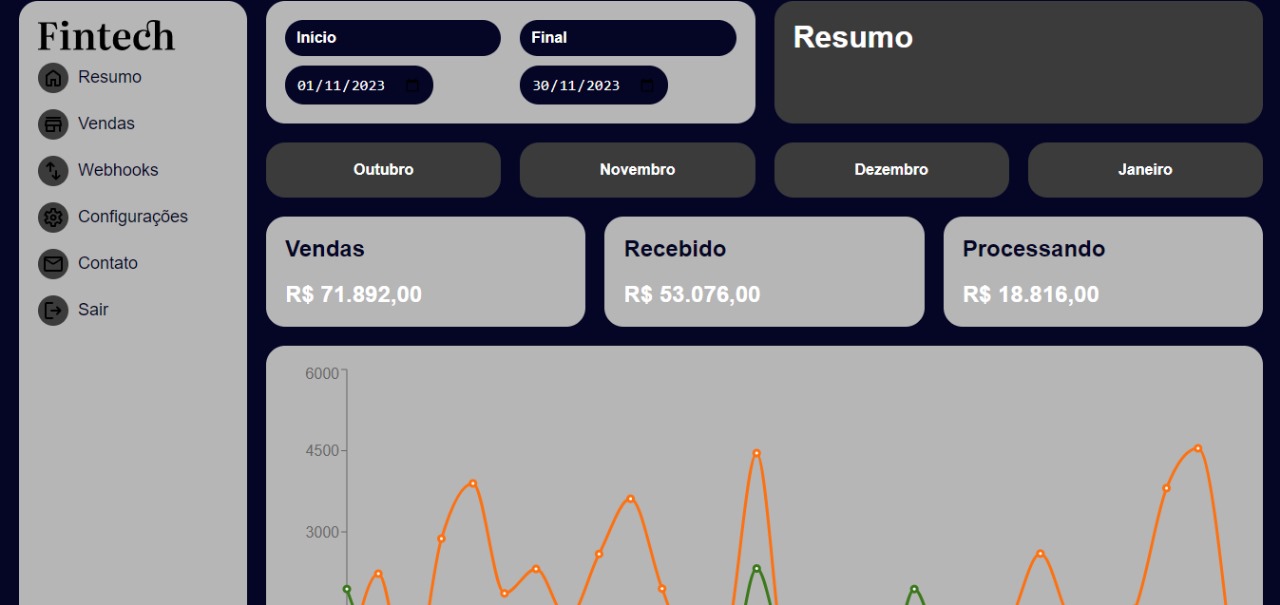 Fintech
Resumo
Vendas
Webhooks
Configurações
Contato
Sair
Início
Final
01/11/2023
30/11/2023
Resumo
Outubro
Novembro
Dezembro
Janeiro
Vendas
R$ 71.892,00
Recebido
R$ 53.076,00
Processando
R$ 18.816,00
6000
4500
3000